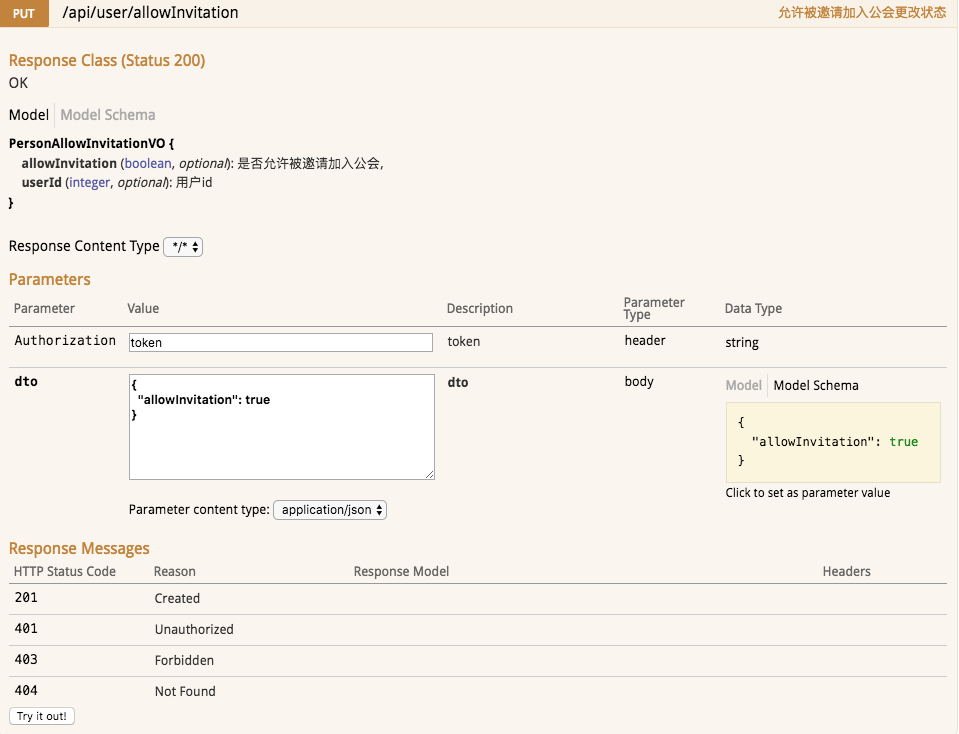 PUT /api/user/allowInvitation 允许被邀请加入公会更改状态
Response Class (Status 200)
OK
Model Model Schema
PersonAllowInvitationVO {
allowInvitation (boolean, optional): 是否允许被邀请加入公会,
userId (integer, optional): 用户id
}
Response Content Type */*
Parameters
Parameter Value Description Parameter Type Data Type
Authorization token token header string
dto { dto body Model Model Schema
"allowInvitation": true
}
{
"allowInvitation": true
}
Click to set as parameter value
Parameter content type: application/json
Response Messages
HTTP Status Code Reason Response Model Headers
201 Created
401 Unauthorized
403 Forbidden
404 Not Found
Try it out!